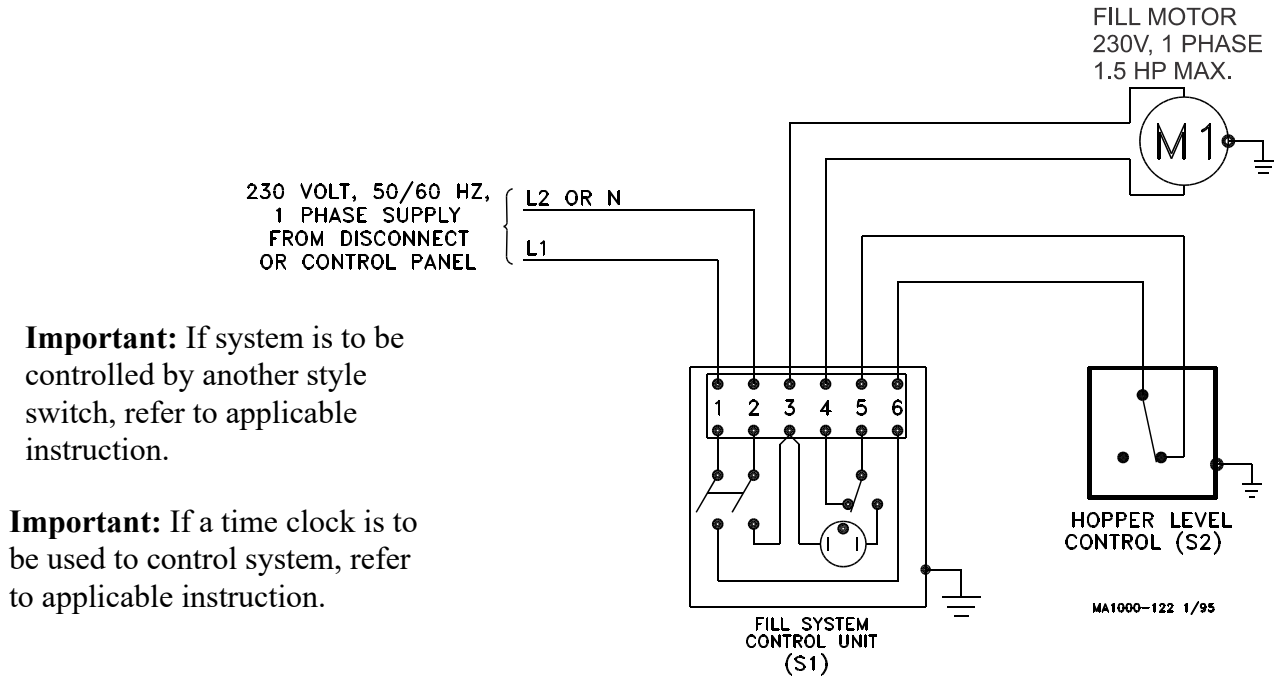 FILL MOTOR
230V, 1 PHASE
1.5 HP MAX.
M1
230 VOLT, 50/60 HZ,
1 PHASE SUPPLY
FROM DISCONNECT
OR CONTROL PANEL
L2 OR N
L1
Important: If system is to be
controlled by another style
switch, refer to applicable
instruction.
Important: If a time clock is to
be used to control system, refer
to applicable instruction.
1 2 3 4 5 6
FILL SYSTEM
CONTROL UNIT
(S1)
HOPPER LEVEL
CONTROL (S2)
MA1000-122 1/95